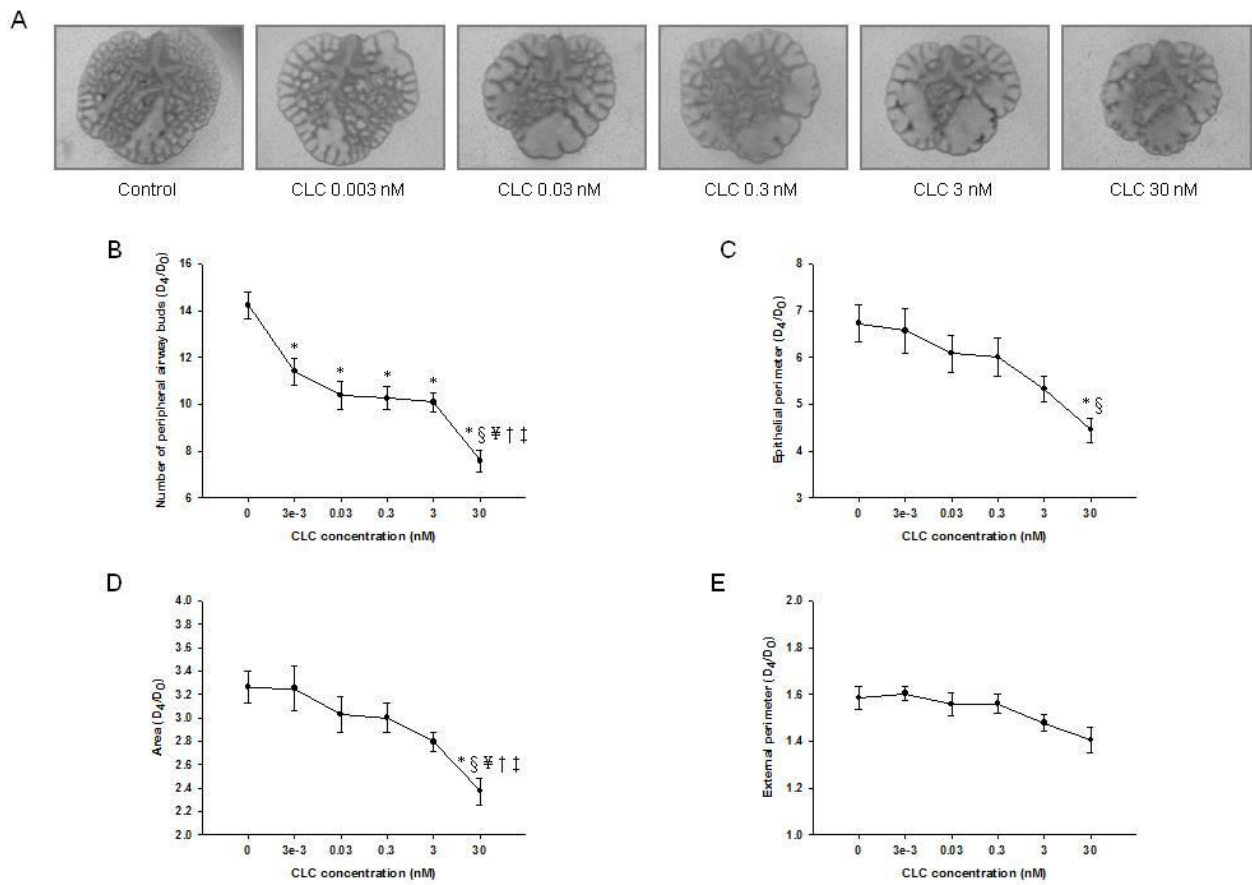 A
Control
CLC 0.003 nM
CLC 0.03 nM
CLC 0.3 nM
CLC 3 nM
CLC 30 nM
B
Number of peripheral airway buds (D4/D0)
16
14
12
10
8
6
*
*
*
*
* § ¥ † ‡
0
3e-3
0.03
0.3
3
30
CLC concentration (nM)
C
Epithelial perimeter (D4/D0)
8
7
6
5
4
3
* §
0
3e-3
0.03
0.3
3
30
CLC concentration (nM)
D
Area (D4/D0)
4.0
3.8
3.6
3.4
3.2
3.0
2.8
2.6
2.4
2.2
2.0
* § ¥ † ‡
0
3e-3
0.03
0.3
3
30
CLC concentration (nM)
E
External perimeter (D4/D0)
2.0
1.8
1.6
1.4
1.2
1.0
0
3e-3
0.03
0.3
3
30
CLC concentration (nM)